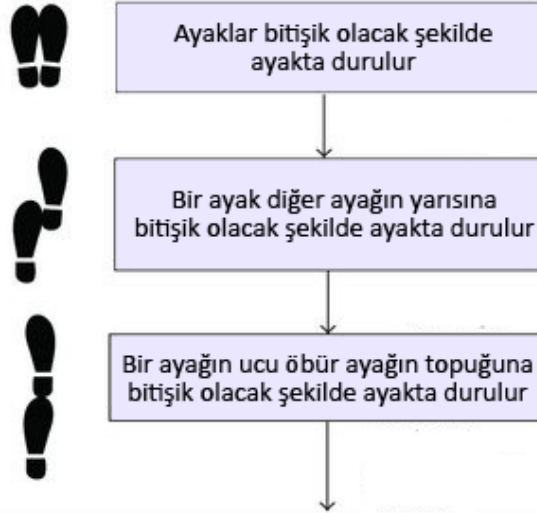 Ayaklar bitişik olacak şekilde
ayakta durulur
Bir ayak diğer ayağın yarısına
bitişik olacak şekilde ayakta durulur
Bir ayağın ucu öbür ayağın topuğuna
bitişik olacak şekilde ayakta durulur